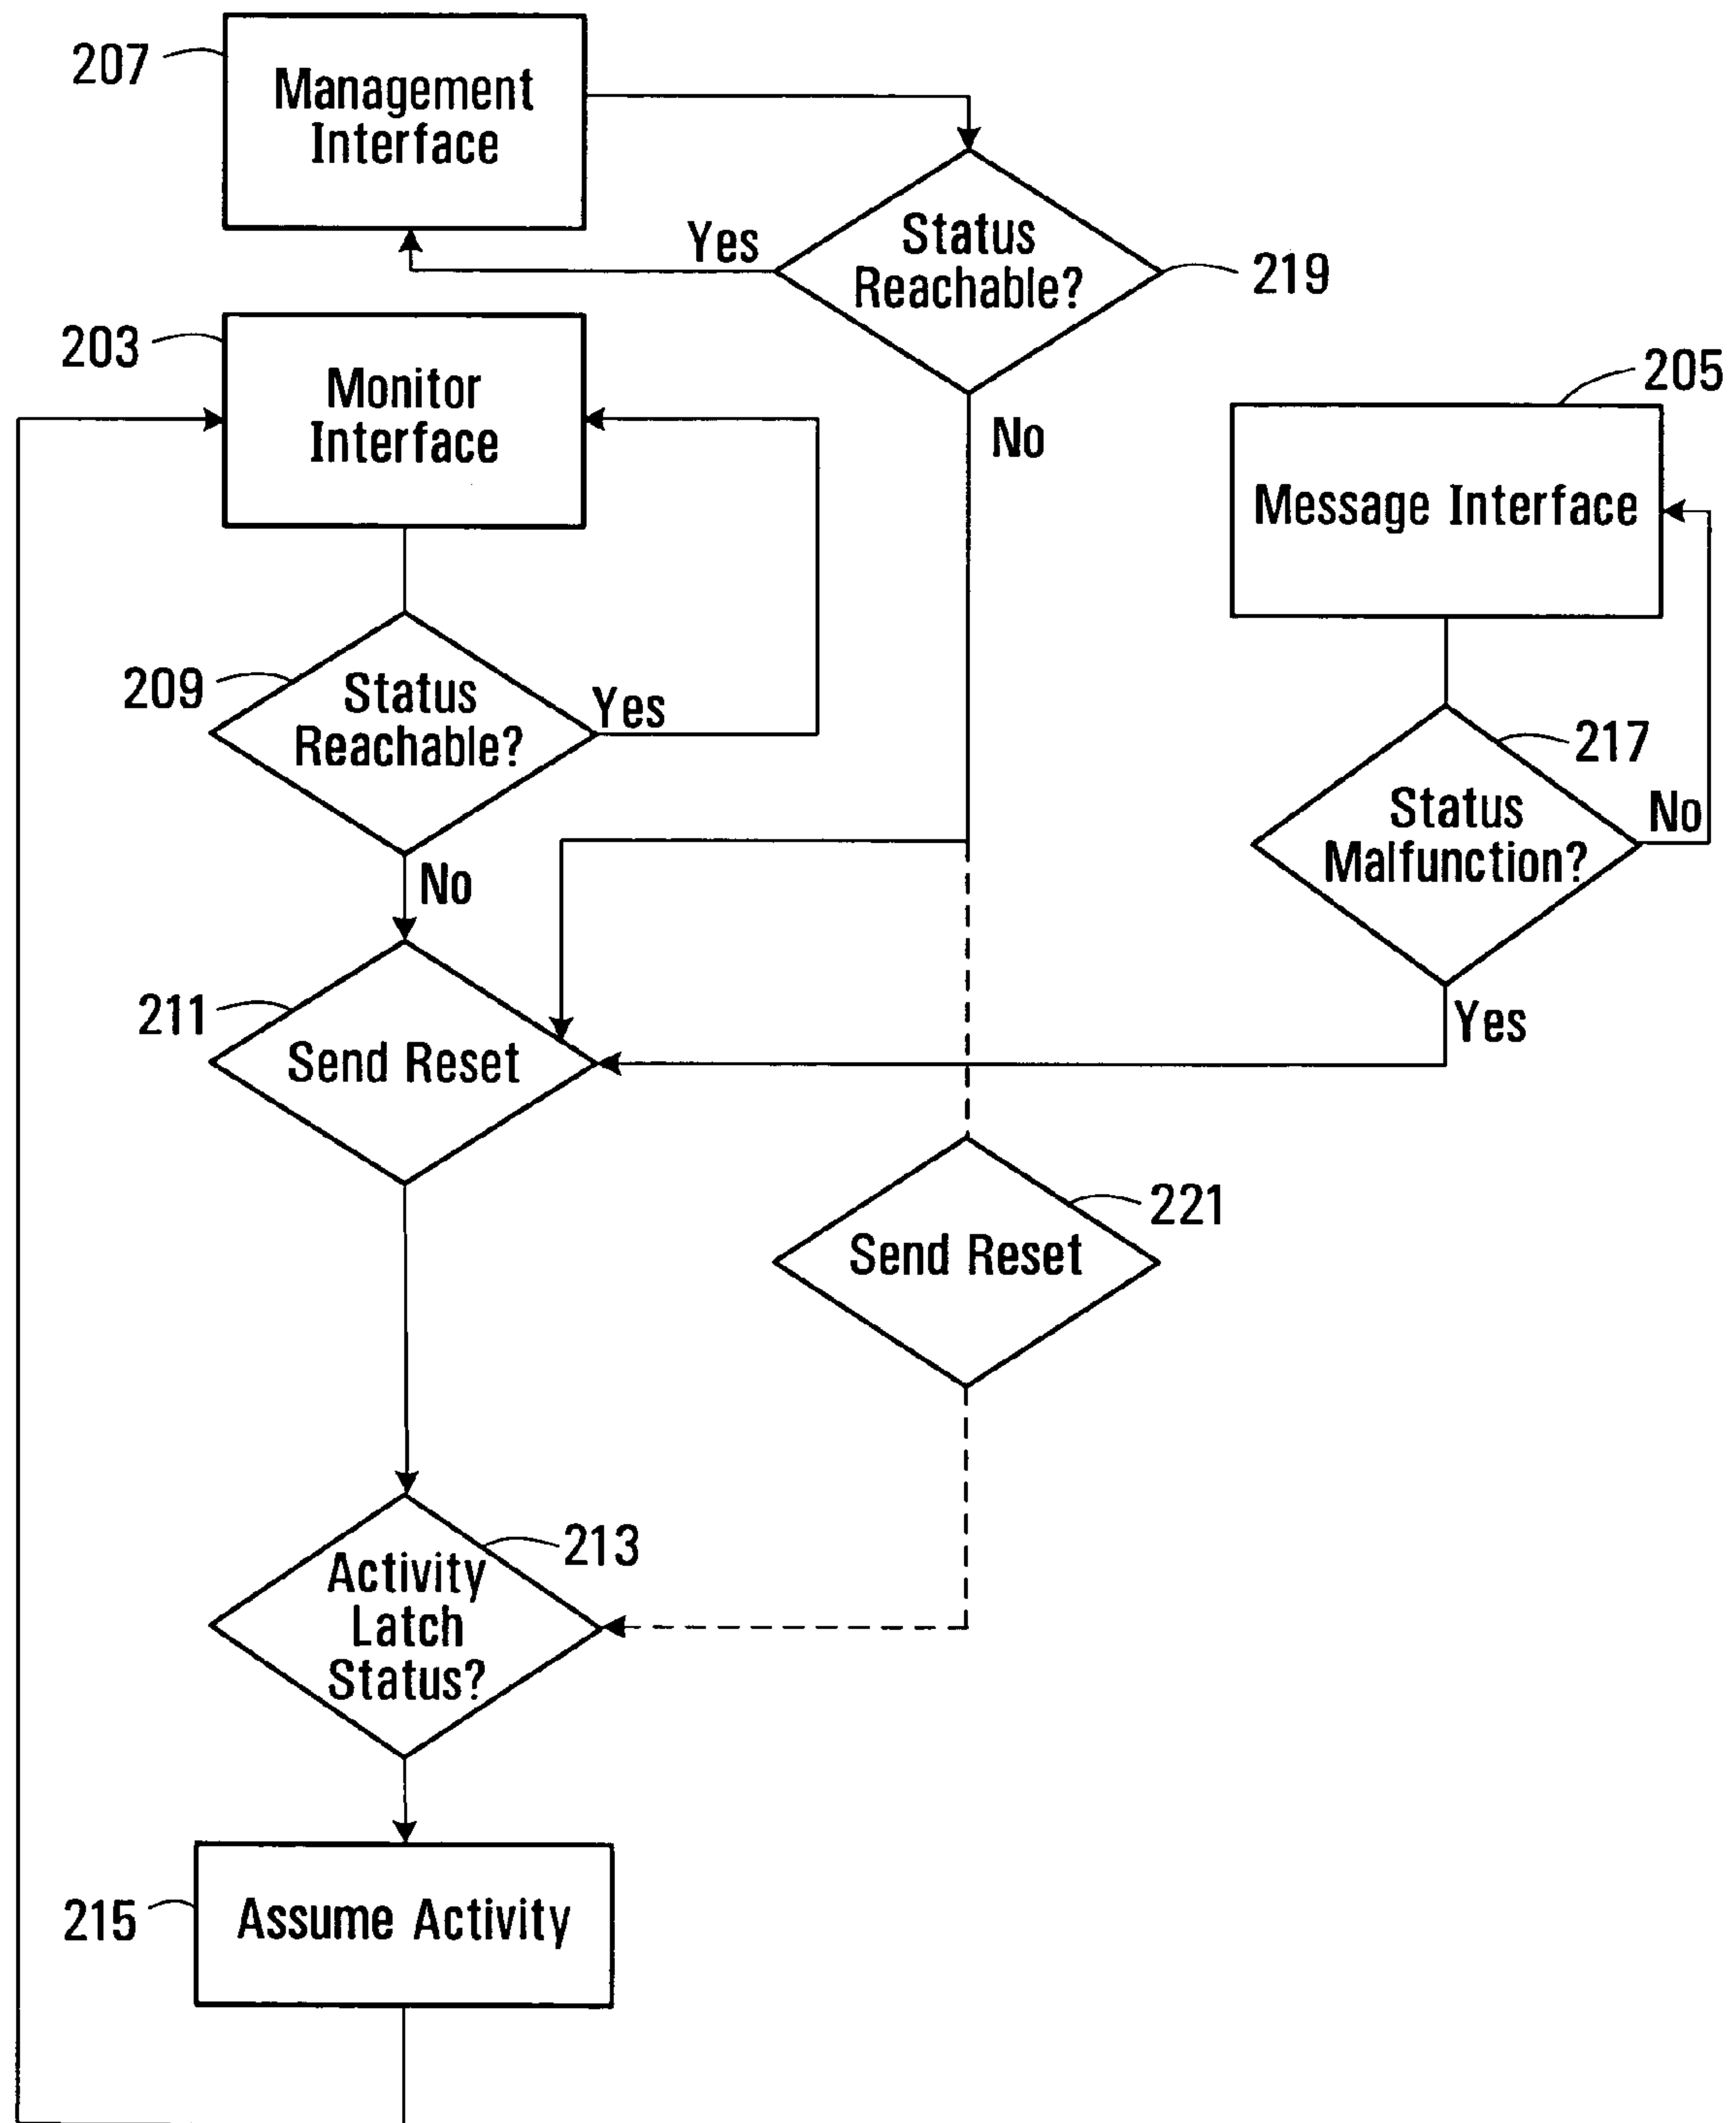 207
Management
Interface
Yes
Status
Reachable?
219
203
Monitor
Interface
No
205
Message Interface
209
Status
Reachable?
Yes
217
Status
Malfunction?
No
No
211
Send Reset
Yes
221
Send Reset
213
Activity
Latch
Status?
215
Assume Activity